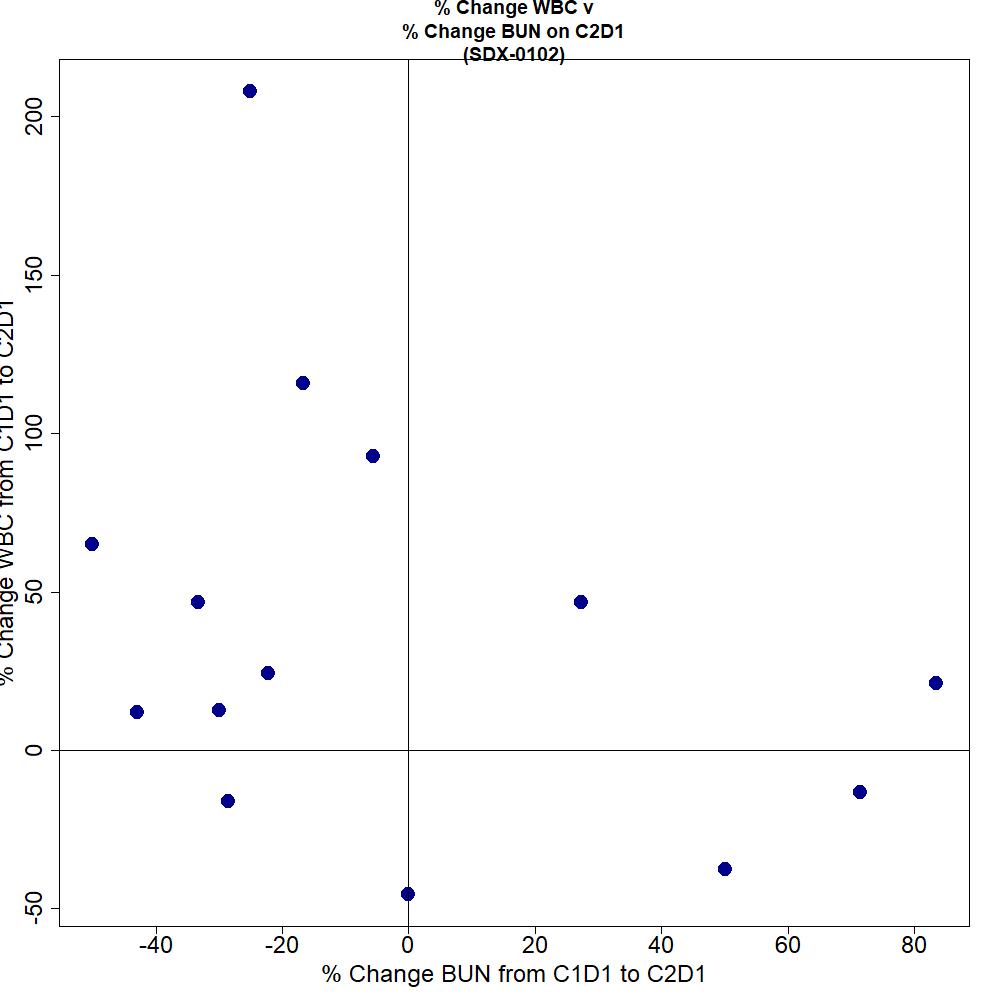 % Change WBC v
% Change BUN on C2D1
(SDX-0102)
% Change WBC from C1D1 to C2D1
200
150
100
50
0
-50
-40
-20
0
20
40
60
80
% Change BUN from C1D1 to C2D1